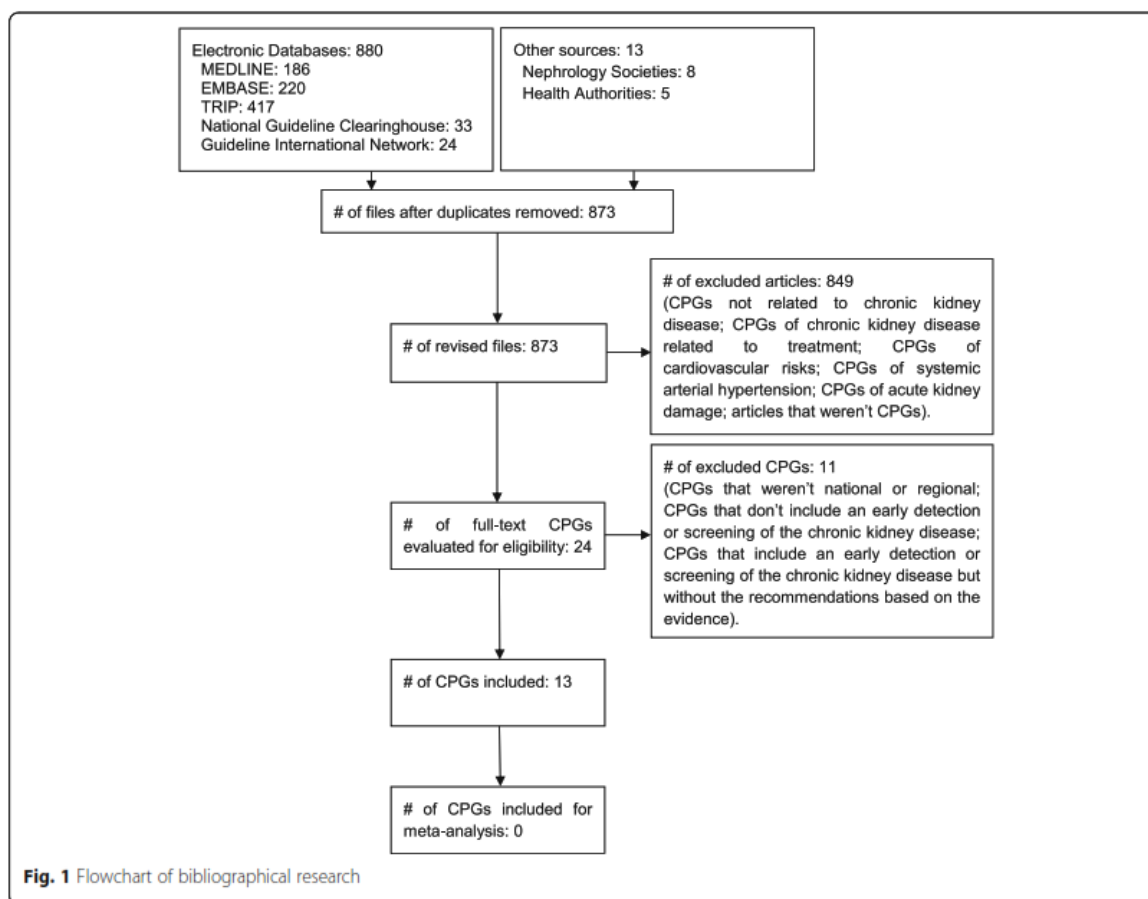 Electronic Databases: 880
MEDLINE: 186
EMBASE: 220
TRIP: 417
National Guideline Clearinghouse: 33
Guideline International Network: 24
Other sources: 13
Nephrology Societies: 8
Health Authorities: 5
# of files after duplicates removed: 873
# of revised files: 873
# of excluded articles: 849
(CPGs not related to chronic kidney
disease; CPGs of chronic kidney disease
related to treatment; CPGs of
cardiovascular risks; CPGs of systemic
arterial hypertension; CPGs of acute kidney
damage; articles that weren't CPGs).
# of full-text CPGs
evaluated for eligibility: 24
# of excluded CPGs: 11
(CPGs that weren't national or regional;
CPGs that don't include an early detection
or screening of the chronic kidney disease;
CPGs that include an early detection or
screening of the chronic kidney disease but
without the recommendations based on the
evidence).
# of CPGs included: 13
# of CPGs included for
meta-analysis: 0
Fig. 1 Flowchart of bibliographical research